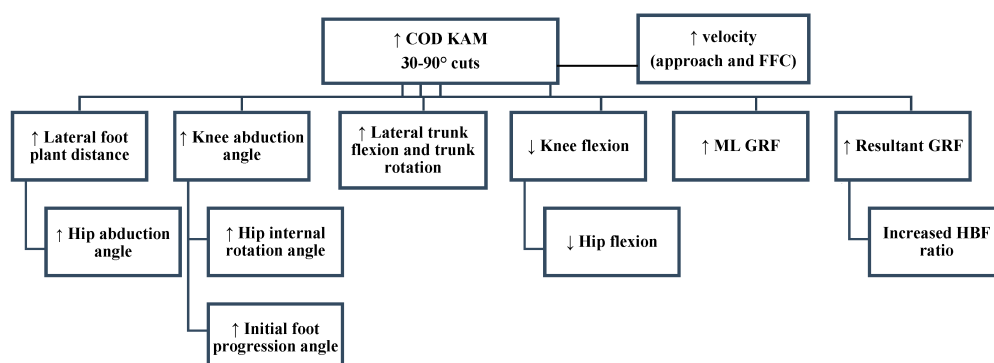 ↑ COD KAM
30-90° cuts
↑ velocity
(approach and FFC)
↑ Lateral foot
plant distance
↑ Knee abduction
angle
↑ Lateral trunk
flexion and trunk
rotation
↓ Knee flexion
↑ ML GRF
↑ Resultant GRF
↑ Hip abduction
angle
↑ Hip internal
rotation angle
↓ Hip flexion
Increased HBF
ratio
↑ Initial foot
progression angle